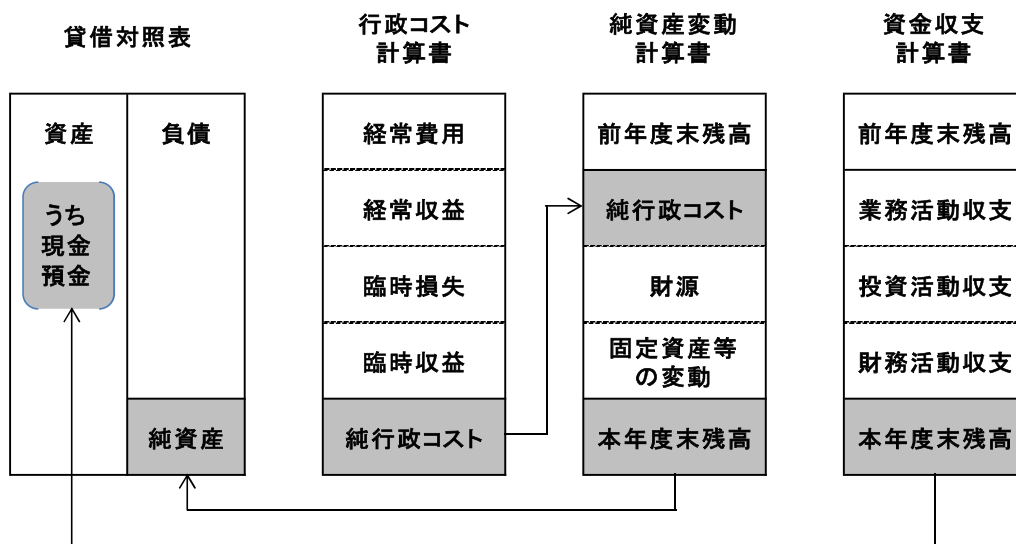 貸借対照表
行政コスト
計算書
純資産変動
計算書
資金収支
計算書
資産
うち
現金
預金
負債
純資産
経常費用
経常収益
臨時損失
臨時収益
純行政コスト
前年度末残高
純行政コスト
財源
固定資産等
の変動
本年度末残高
前年度末残高
業務活動収支
投資活動収支
財務活動収支
本年度末残高